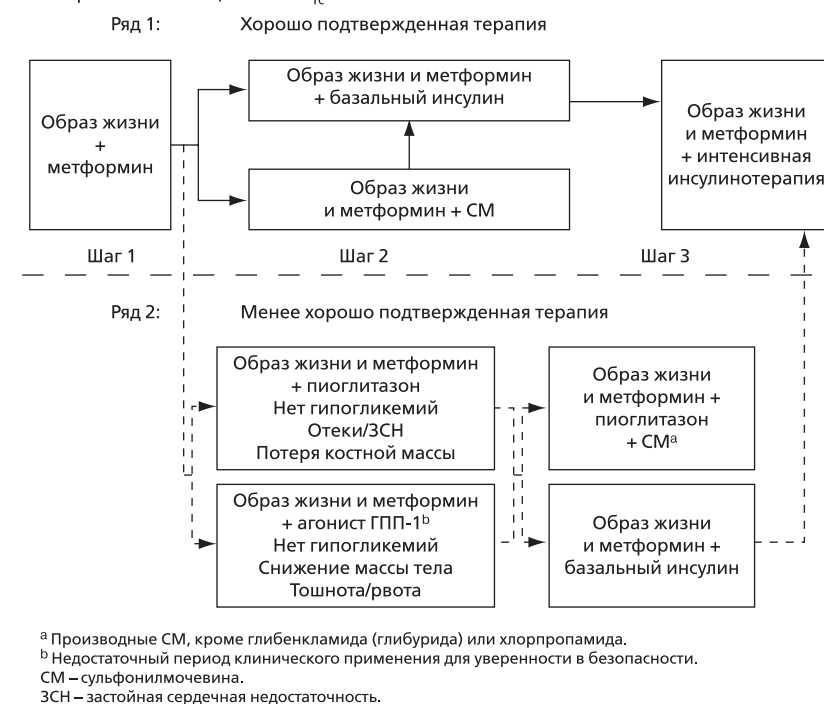 1c
Ряд 1:
Хорошо подтвержденная терапия
Образ жизни
+
метформин
Образ жизни и метформин
+ базальный инсулин
Образ жизни
и метформин + СМ
Образ жизни
и метформин
+ интенсивная
инсулинотерапия
Шаг 1
Шаг 2
Шаг 3
Ряд 2:
Менее хорошо подтвержденная терапия
Образ жизни и метформин
+ пиоглитазон
Нет гипогликемий
Отеки/ЗСН
Потеря костной массы
Образ жизни
и метформин +
пиоглитазон
+ СМᵃ
Образ жизни и метформин
+ агонист ГПП-1ᵇ
Нет гипогликемий
Снижение массы тела
Тошнота/рвота
Образ жизни
и метформин +
базальный инсулин
ᵃ Производные СМ, кроме глибенкламида (глибурида) или хлорпропамида.
ᵇ Недостаточный период клинического применения для уверенности в безопасности.
СМ – сульфонилмочевина.
ЗСН – застойная сердечная недостаточность.